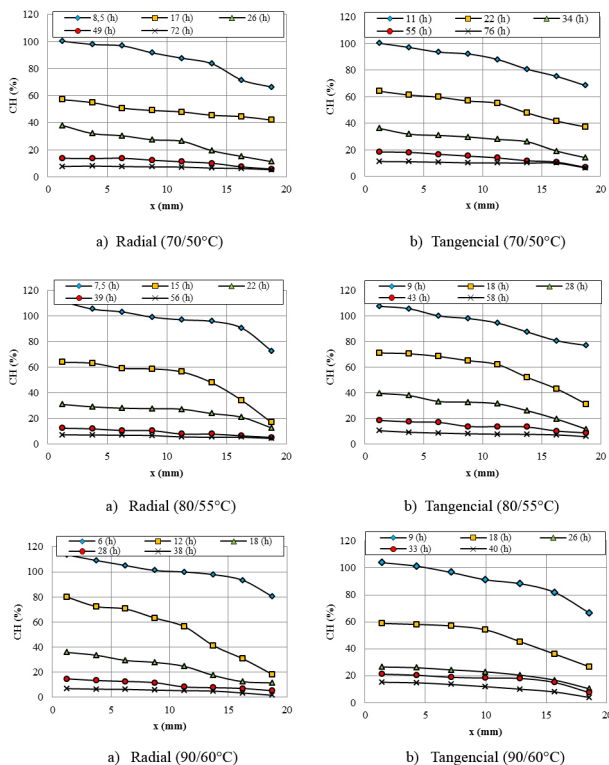 8,5 (h) 17 (h) 26 (h)
49 (h) 72 (h)
120
100
80
60
40
20
0
CH (%)
0 5 10 15 20
x (mm)
a) Radial (70/50°C)
11 (h) 22 (h) 34 (h)
55 (h) 76 (h)
120
100
80
60
40
20
0
CH (%)
0 5 10 15 20
x (mm)
b) Tangencial (70/50°C)
7,5 (h) 15 (h) 22 (h)
39 (h) 56 (h)
120
100
80
60
40
20
0
CH (%)
0 5 10 15 20
x (mm)
a) Radial (80/55°C)
9 (h) 18 (h) 28 (h)
43 (h) 58 (h)
120
100
80
60
40
20
0
CH (%)
0 5 10 15 20
x (mm)
b) Tangencial (80/55°C)
6 (h) 12 (h) 18 (h)
28 (h) 38 (h)
120
100
80
60
40
20
0
CH (%)
0 5 10 15 20
x (mm)
a) Radial (90/60°C)
9 (h) 18 (h) 26 (h)
33 (h) 40 (h)
120
100
80
60
40
20
0
CH (%)
0 5 10 15 20
x (mm)
b) Tangencial (90/60°C)